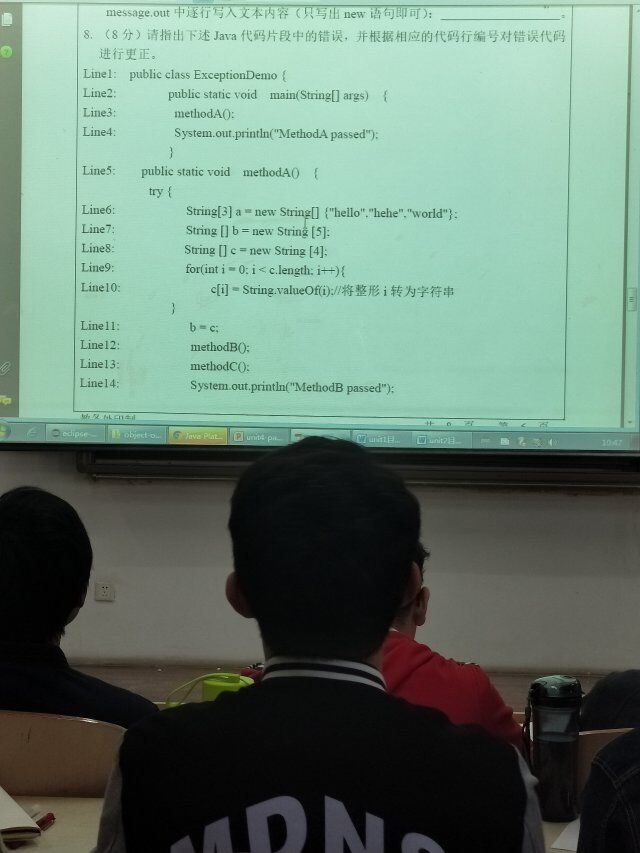 message.out 中逐行写入文本内容（只写出 new 语句即可）: ____________________。
8. （8 分）请指出下述 Java 代码片段中的错误，并根据相应的代码行编号对错误代码
进行更正。
Line1: public class ExceptionDemo {
Line2: public static void main(String[] args) {
Line3: methodA();
Line4: System.out.println("MethodA passed");
}
Line5: public static void methodA() {
try {
Line6: String[3] a = new String[] {"hello","hehe","world"};
Line7: String [] b = new String [5];
Line8: String [] c = new String [4];
Line9: for(int i = 0; i < c.length; i++){
Line10: c[i] = String.valueOf(i);//将整形 i 转为字符串
}
Line11: b = c;
Line12: methodB();
Line13: methodC();
Line14: System.out.println("MethodB passed");
eclipse-... object-o... Java Plat... unit4-pa... unit1目... unit2目... 10:47
MDNS